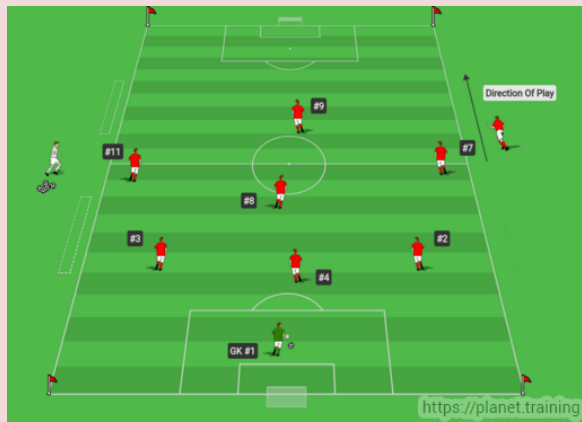 #9
Direction Of Play
#11
#7
#8
#3
#2
#4
GK #1
https://planet.training